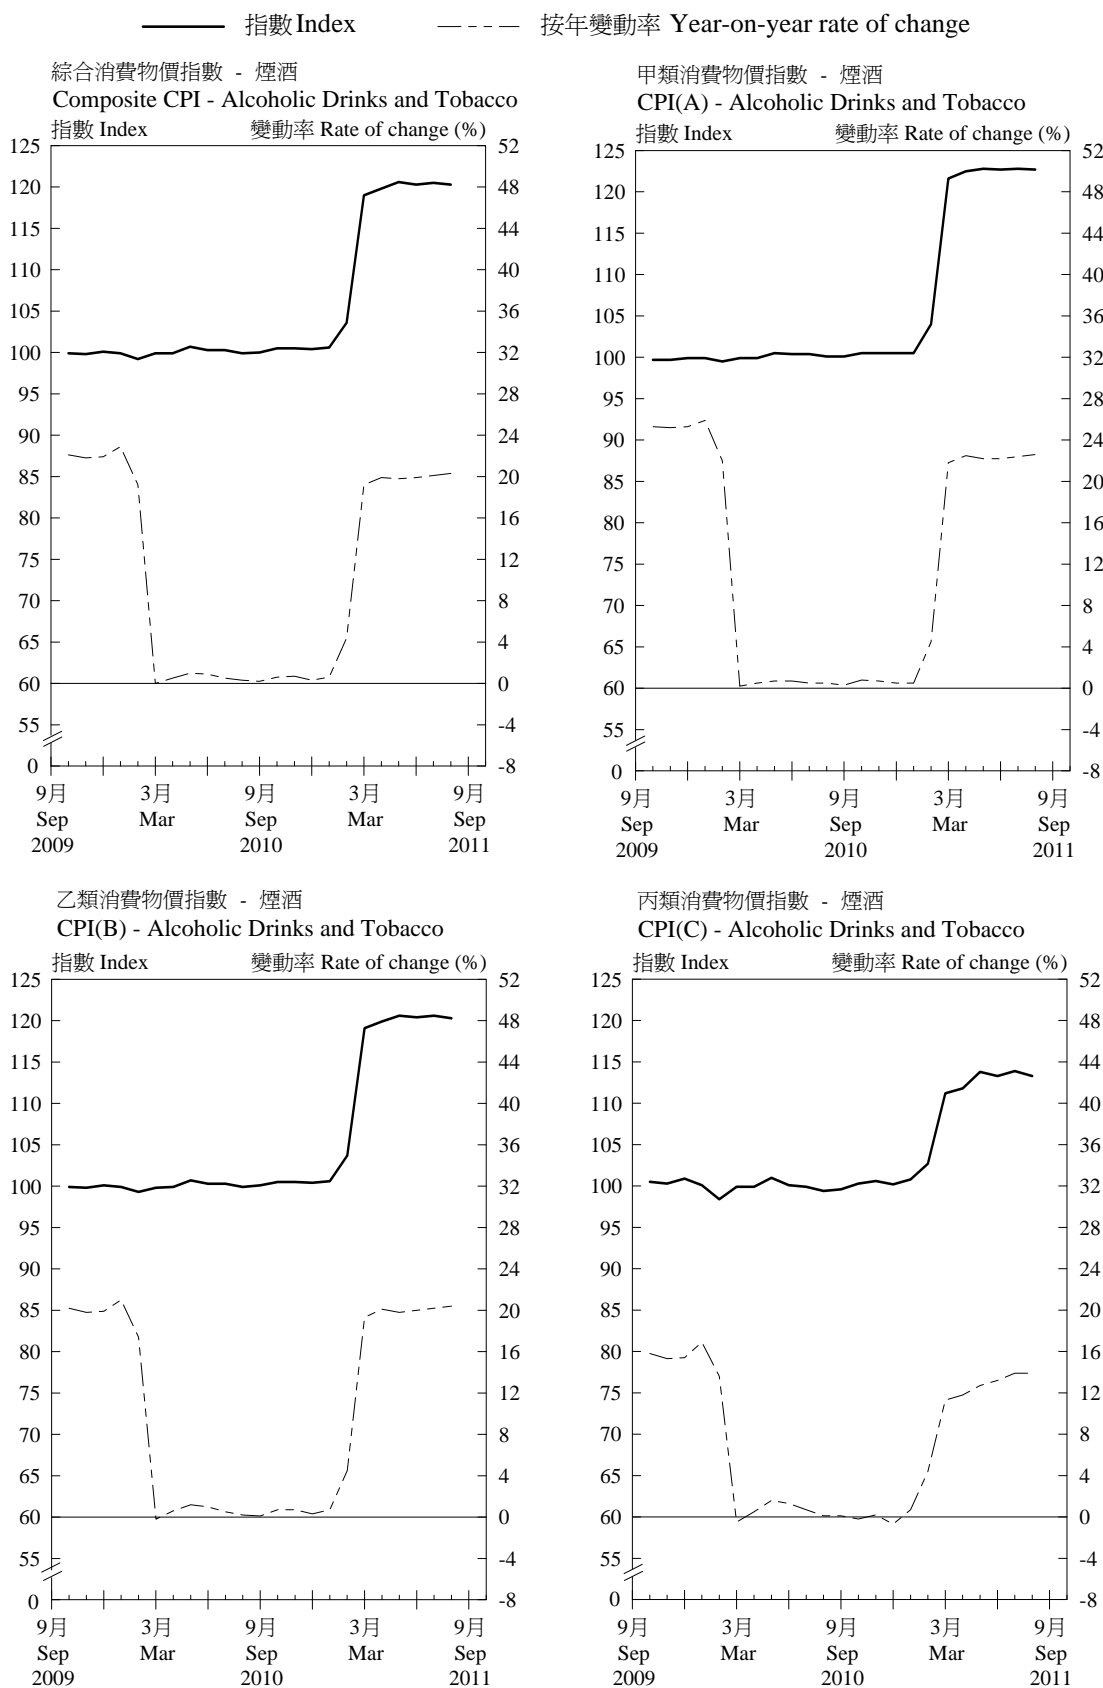 指數Index 按年變動率 Year-on-year rate of change
綜合消費物價指數 - 煙酒
Composite CPI - Alcoholic Drinks and Tobacco
指數 Index 變動率 Rate of change (%)
125 52
120 48
115 44
110 40
105 36
100 32
95 28
90 24
85 20
80 16
75 12
70 8
65 4
60 0
55 -4
0 -8
9月 3月 9月 3月 9月
Sep Mar Sep Mar Sep
2009 2010 2011
甲類消費物價指數 - 煙酒
CPI(A) - Alcoholic Drinks and Tobacco
指數 Index 變動率 Rate of change (%)
125 52
120 48
115 44
110 40
105 36
100 32
95 28
90 24
85 20
80 16
75 12
70 8
65 4
60 0
55 -4
0 -8
9月 3月 9月 3月 9月
Sep Mar Sep Mar Sep
2009 2010 2011
乙類消費物價指數 - 煙酒
CPI(B) - Alcoholic Drinks and Tobacco
指數 Index 變動率 Rate of change (%)
125 52
120 48
115 44
110 40
105 36
100 32
95 28
90 24
85 20
80 16
75 12
70 8
65 4
60 0
55 -4
0 -8
9月 3月 9月 3月 9月
Sep Mar Sep Mar Sep
2009 2010 2011
丙類消費物價指數 - 煙酒
CPI(C) - Alcoholic Drinks and Tobacco
指數 Index 變動率 Rate of change (%)
125 52
120 48
115 44
110 40
105 36
100 32
95 28
90 24
85 20
80 16
75 12
70 8
65 4
60 0
55 -4
0 -8
9月 3月 9月 3月 9月
Sep Mar Sep Mar Sep
2009 2010 2011